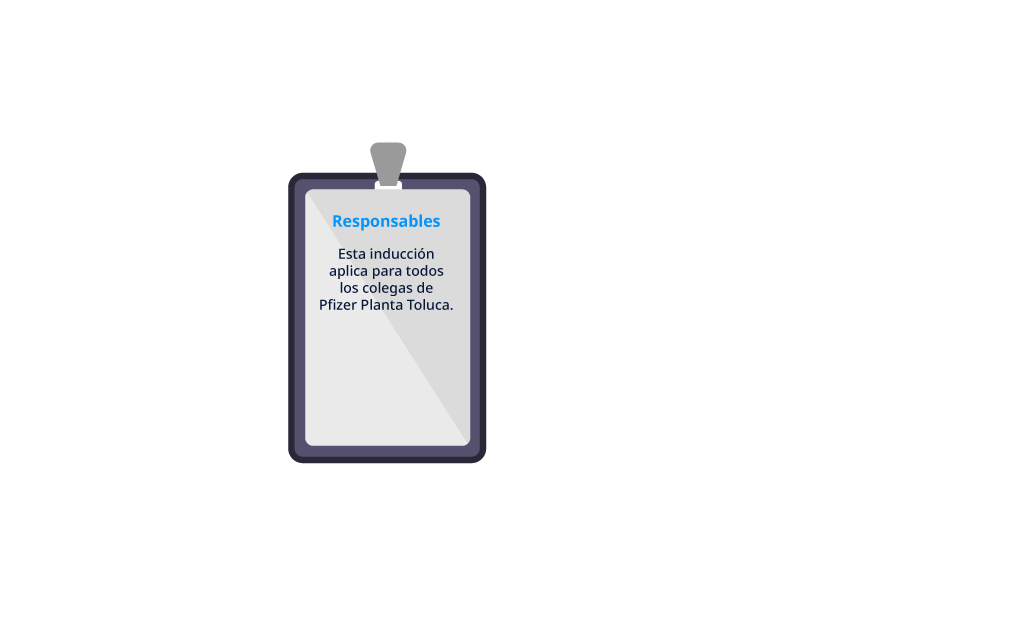 Responsables
Esta inducción
aplica para todos
los colegas de
Pfizer Planta Toluca.